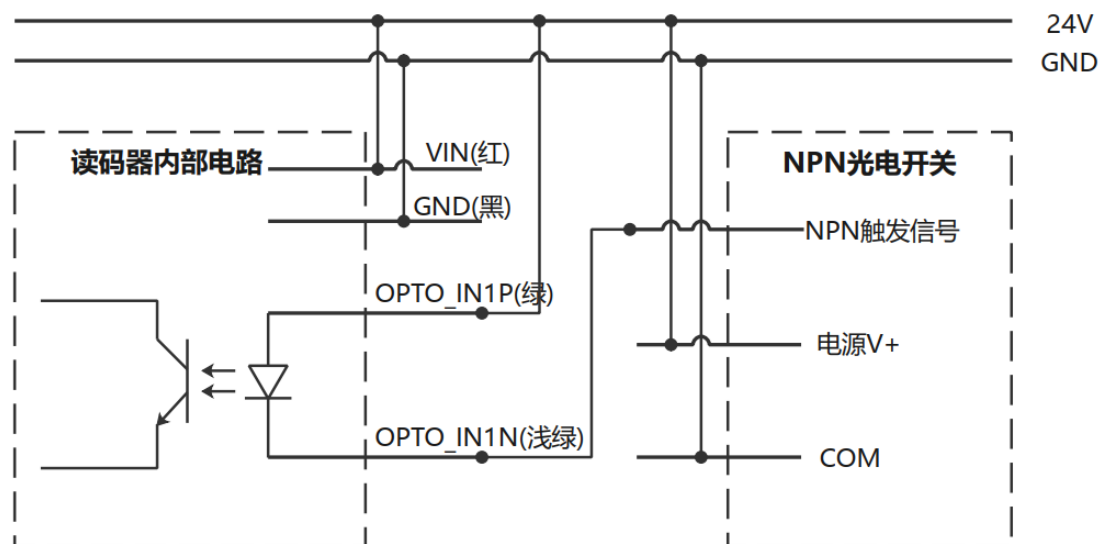 24V
GND
读码器内部电路
VIN(红)
NPN光电开关
GND(黑)
NPN触发信号
OPTO_IN1P(绿)
电源V+
OPTO_IN1N(浅绿)
COM